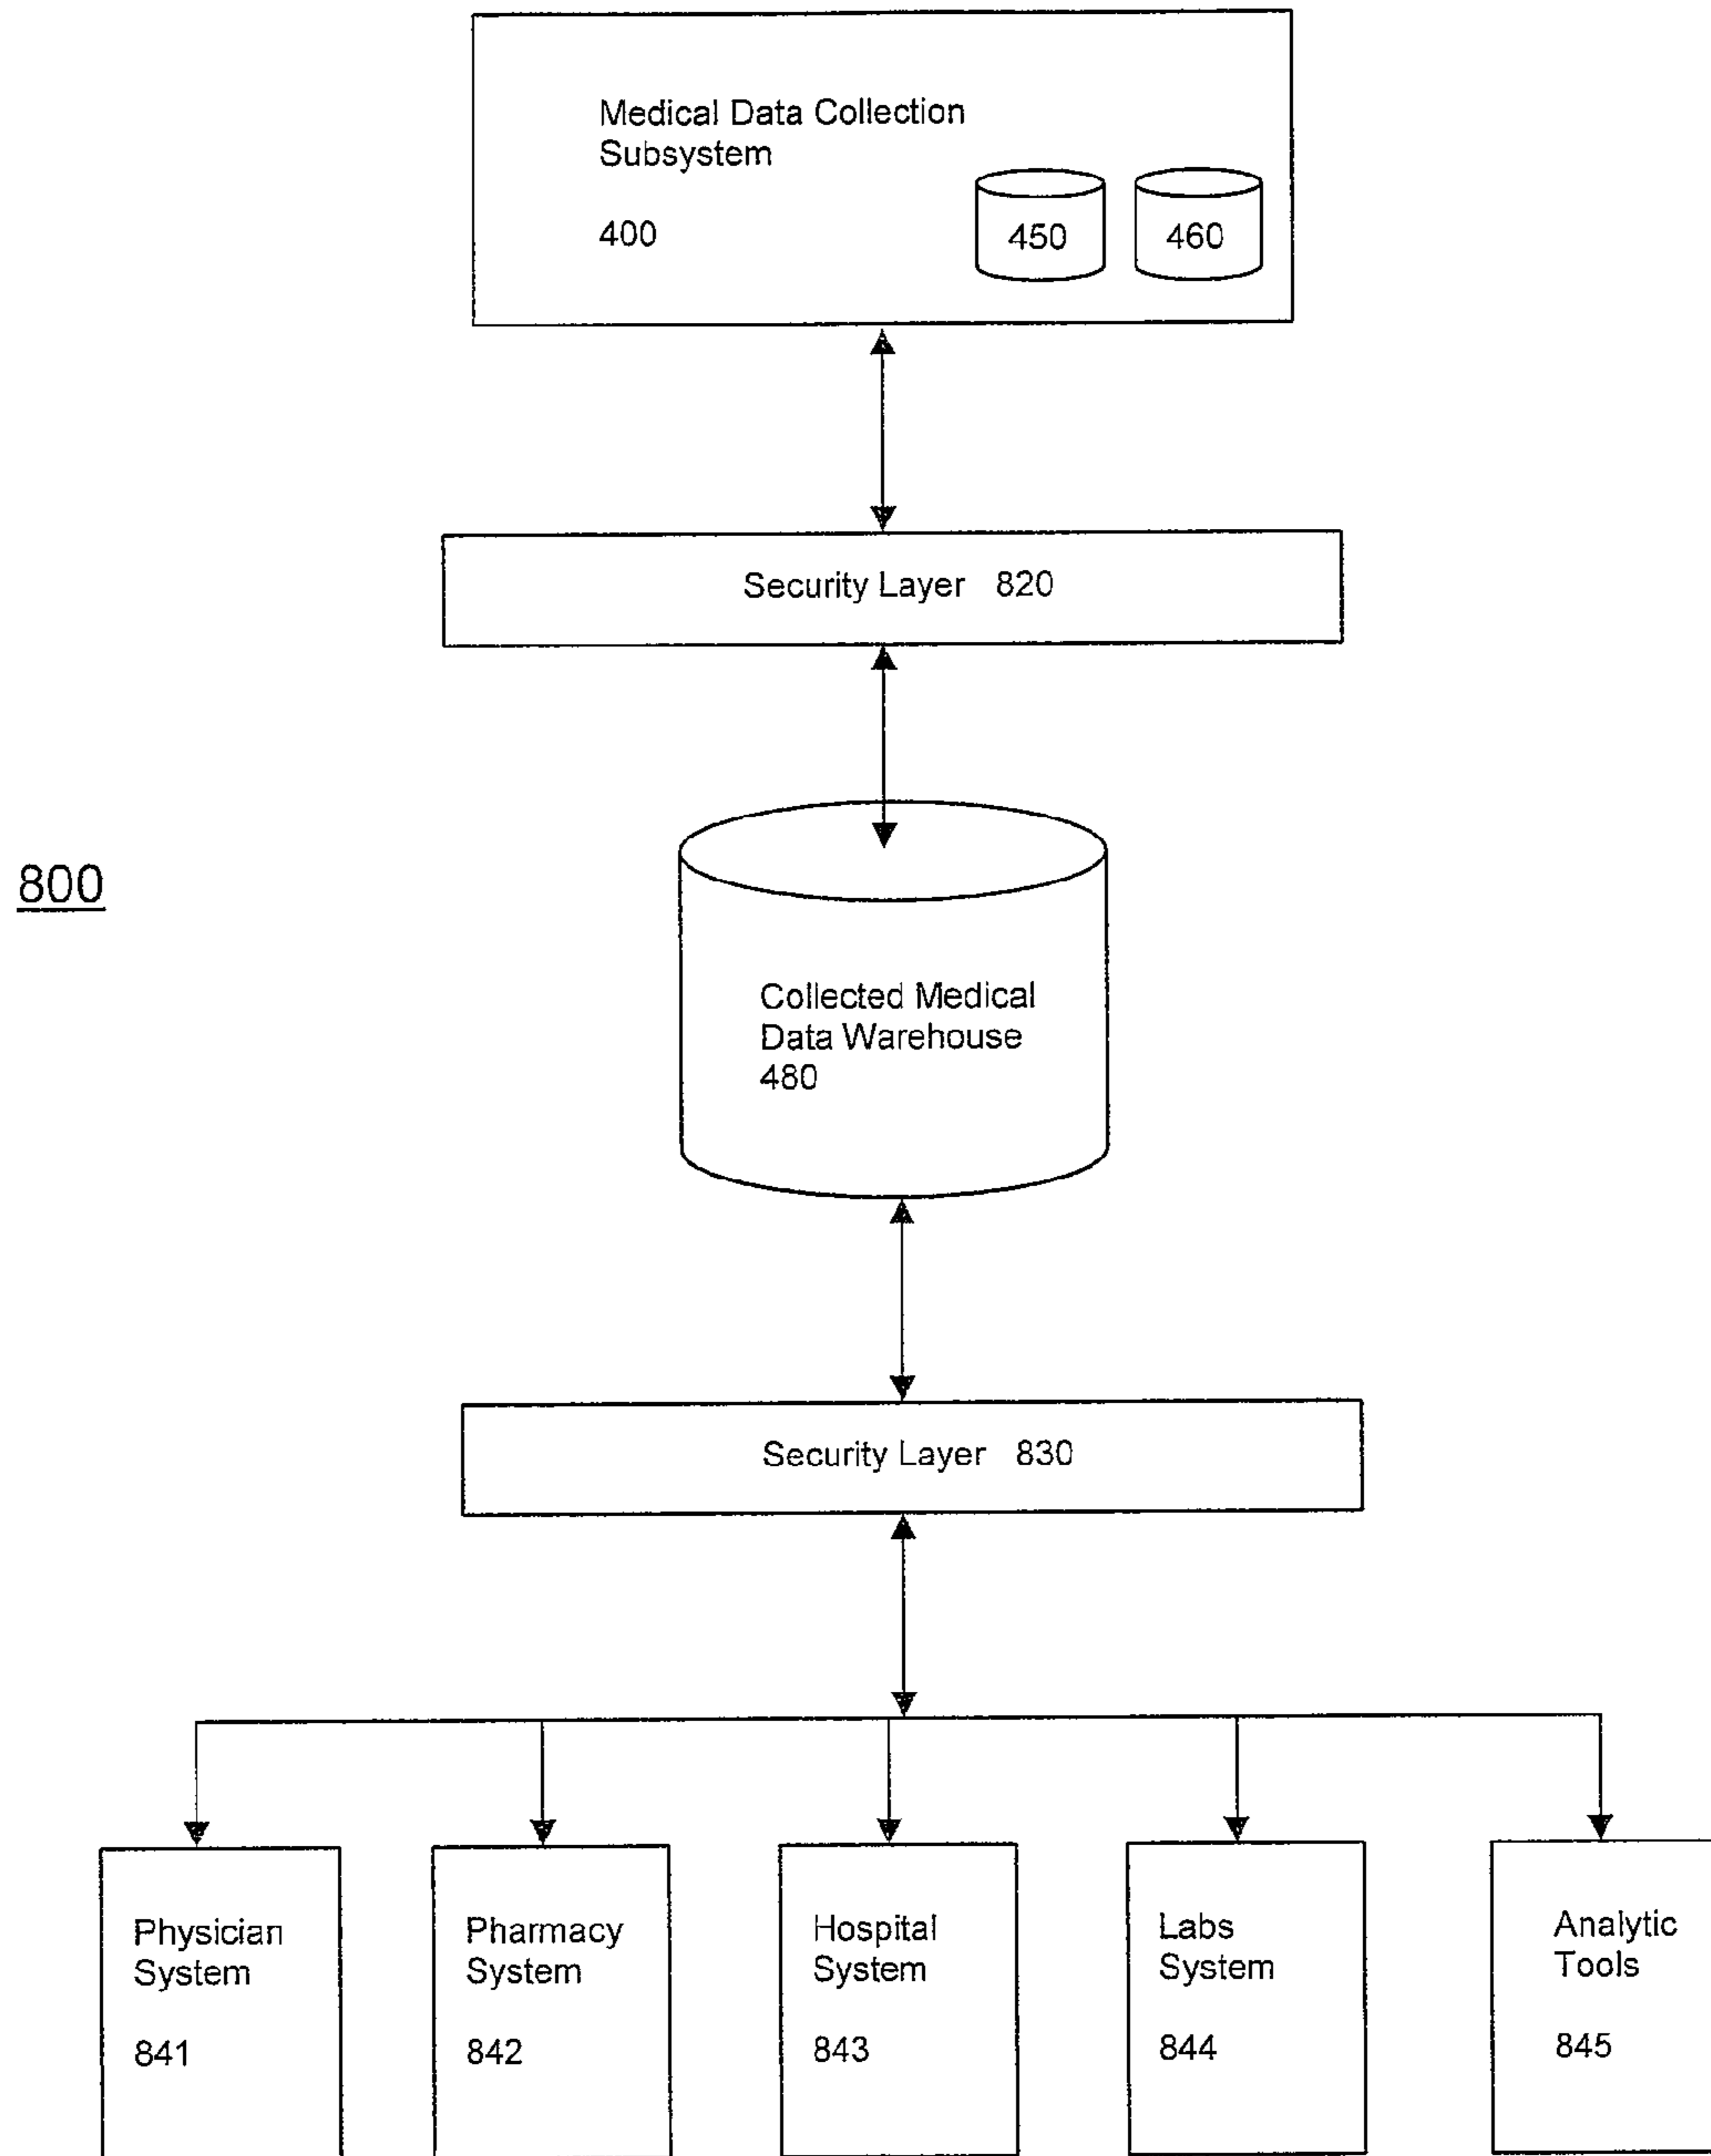 Medical Data Collection
Subsystem
400
450
460
Security Layer 820
800
Collected Medical
Data Warehouse
480
Security Layer 830
Physician
System
841
Pharmacy
System
842
Hospital
System
843
Labs
System
844
Analytic
Tools
845